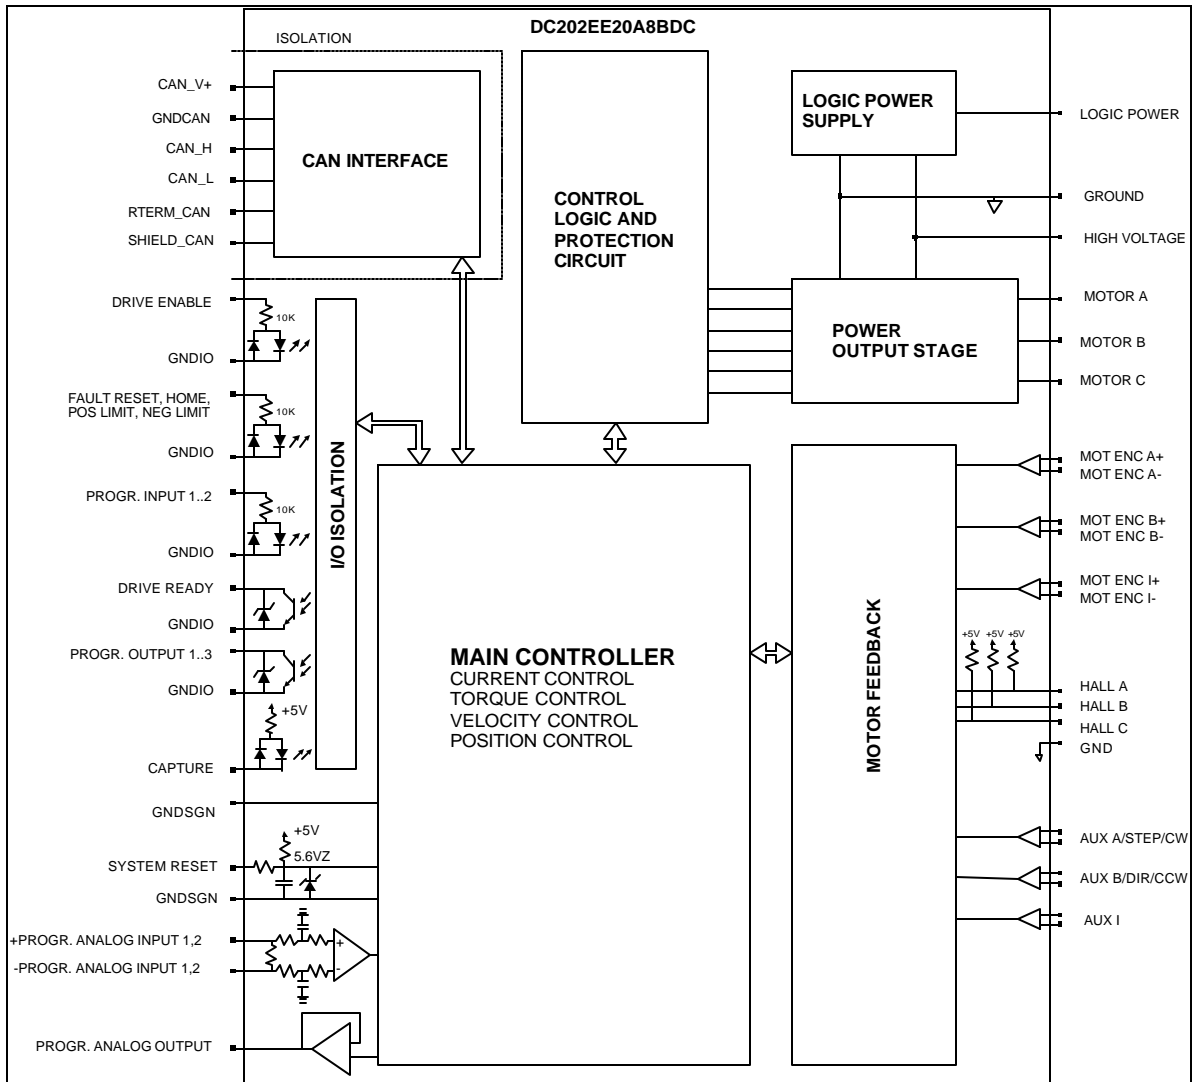 DC202EE20A8BDC
ISOLATION
CAN_V+
GNDCAN
CAN_H
CAN_L
RTERM_CAN
SHIELD_CAN
CAN INTERFACE
CONTROL
LOGIC AND
PROTECTION
CIRCUIT
LOGIC POWER
SUPPLY
LOGIC POWER
GROUND
HIGH VOLTAGE
POWER
OUTPUT STAGE
MOTOR A
MOTOR B
MOTOR C
DRIVE ENABLE
10K
GNDIO
FAULT RESET, HOME,
POS LIMIT, NEG LIMIT
10K
GNDIO
PROGR. INPUT 1..2
10K
GNDIO
DRIVE READY
GNDIO
PROGR. OUTPUT 1..3
GNDIO
+5V
CAPTURE
I/O ISOLATION
GNDSGN
+5V
SYSTEM RESET
5.6VZ
GNDSGN
+PROGR. ANALOG INPUT 1,2
+
-PROGR. ANALOG INPUT 1,2
-
PROGR. ANALOG OUTPUT
MAIN CONTROLLER
CURRENT CONTROL
TORQUE CONTROL
VELOCITY CONTROL
POSITION CONTROL
MOTOR FEEDBACK
MOT ENC A+
MOT ENC A-
MOT ENC B+
MOT ENC B-
MOT ENC I+
MOT ENC I-
+5V +5V +5V
HALL A
HALL B
HALL C
GND
AUX A/STEP/CW
AUX B/DIR/CCW
AUX I